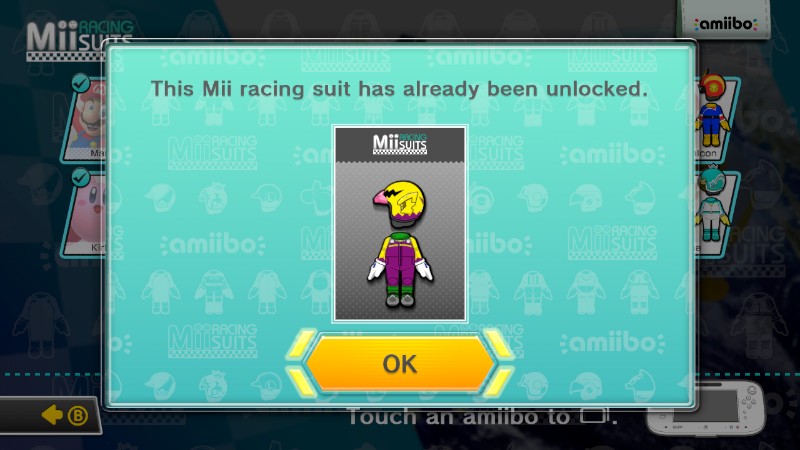 Mii RACING SUITS
amiibo
This Mii racing suit has already been unlocked.
Mii RACING SUITS
OK
B
Touch an amiibo to .